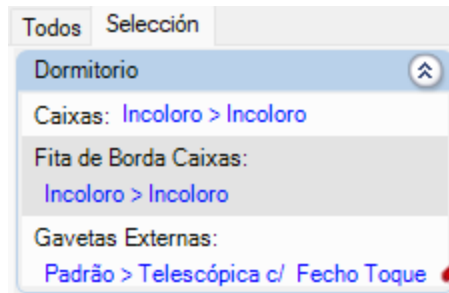 Todos Selección
Dormitorio
Caixas: Incoloro > Incoloro
Fita de Borda Caixas:
Incoloro > Incoloro
Gavetas Externas:
Padrão > Telescópica c/ Fecho Toque